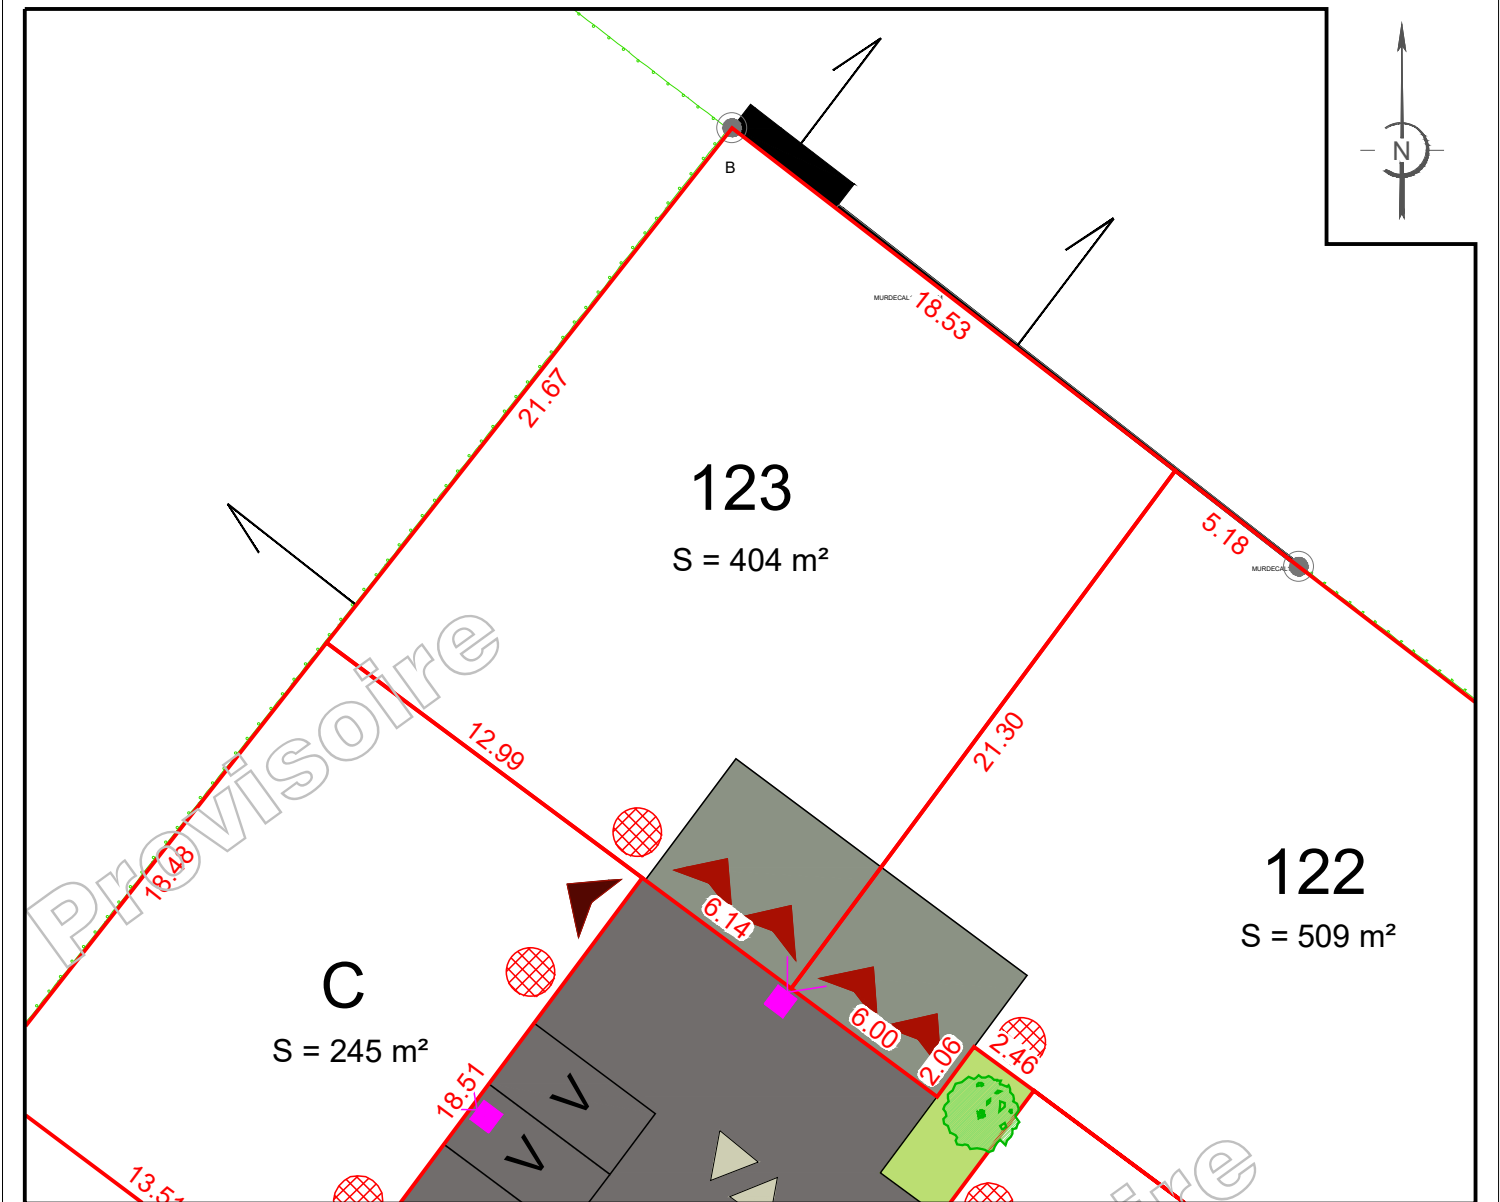 N
B
MURDECAL
18.53
21.67
123
S = 404 m²
5.18
MURDECAL
Provisoire
12.99
21.30
18.48
122
S = 509 m²
6.14
C
S = 245 m²
6.00
2.06
2.46
18.51
V
V
13.51
ire